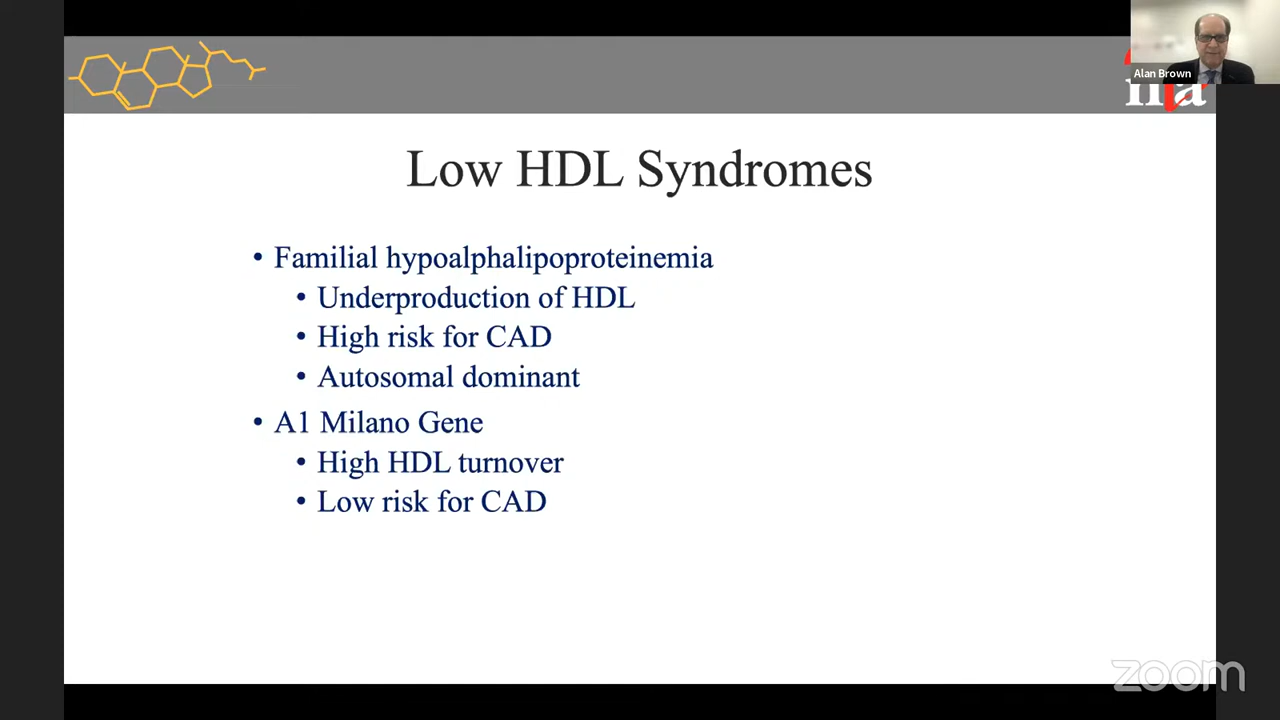 Alan Brown
Low HDL Syndromes
• Familial hypoalphalipoproteinemia
• Underproduction of HDL
• High risk for CAD
• Autosomal dominant
• A1 Milano Gene
• High HDL turnover
• Low risk for CAD
zoom